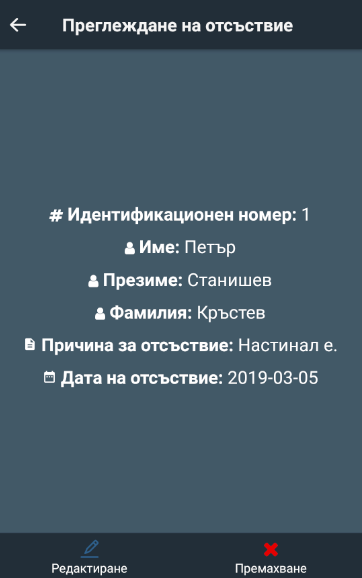 Преглеждане на отсъствие
# Идентификационен номер: 1
Име: Петър
Презиме: Станишев
Фамилия: Кръстев
Причина за отсъствие: Настинал е.
Дата на отсъствие: 2019-03-05
Редактиране
Премахване